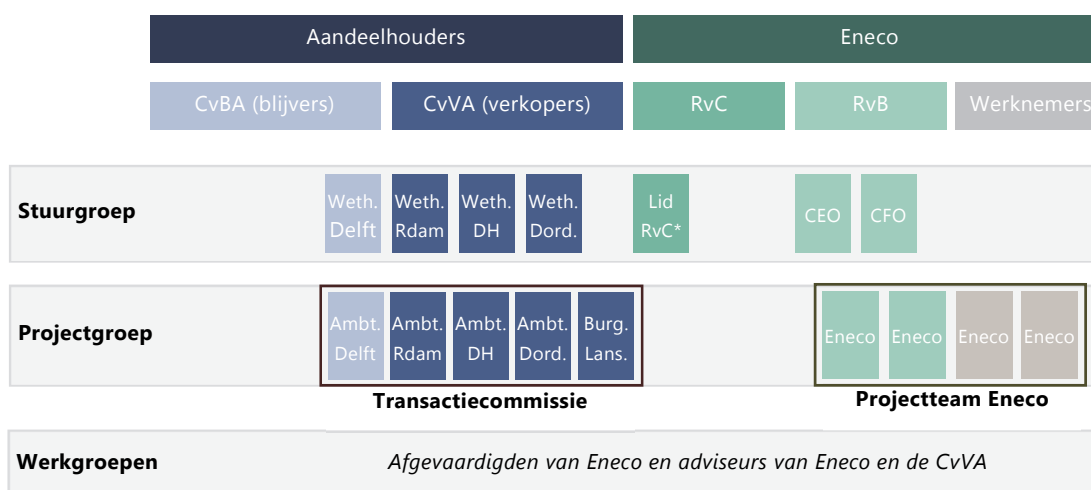 Aandeelhouders Eneco
CvBA (blijvers) CvVA (verkopers) RvC RvB Werknemers
Stuurgroep
Weth. Weth. Weth. Weth. Lid
Delft Rdam DH Dord. RvC* CEO CFO
Projectgroep
Ambt. Ambt. Ambt. Ambt. Burg.
Delft Rdam DH Dord. Lans. Eneco Eneco Eneco Eneco
Transactiecommissie Projectteam Eneco
Werkgroepen Afgevaardigden van Eneco en adviseurs van Eneco en de CvVA